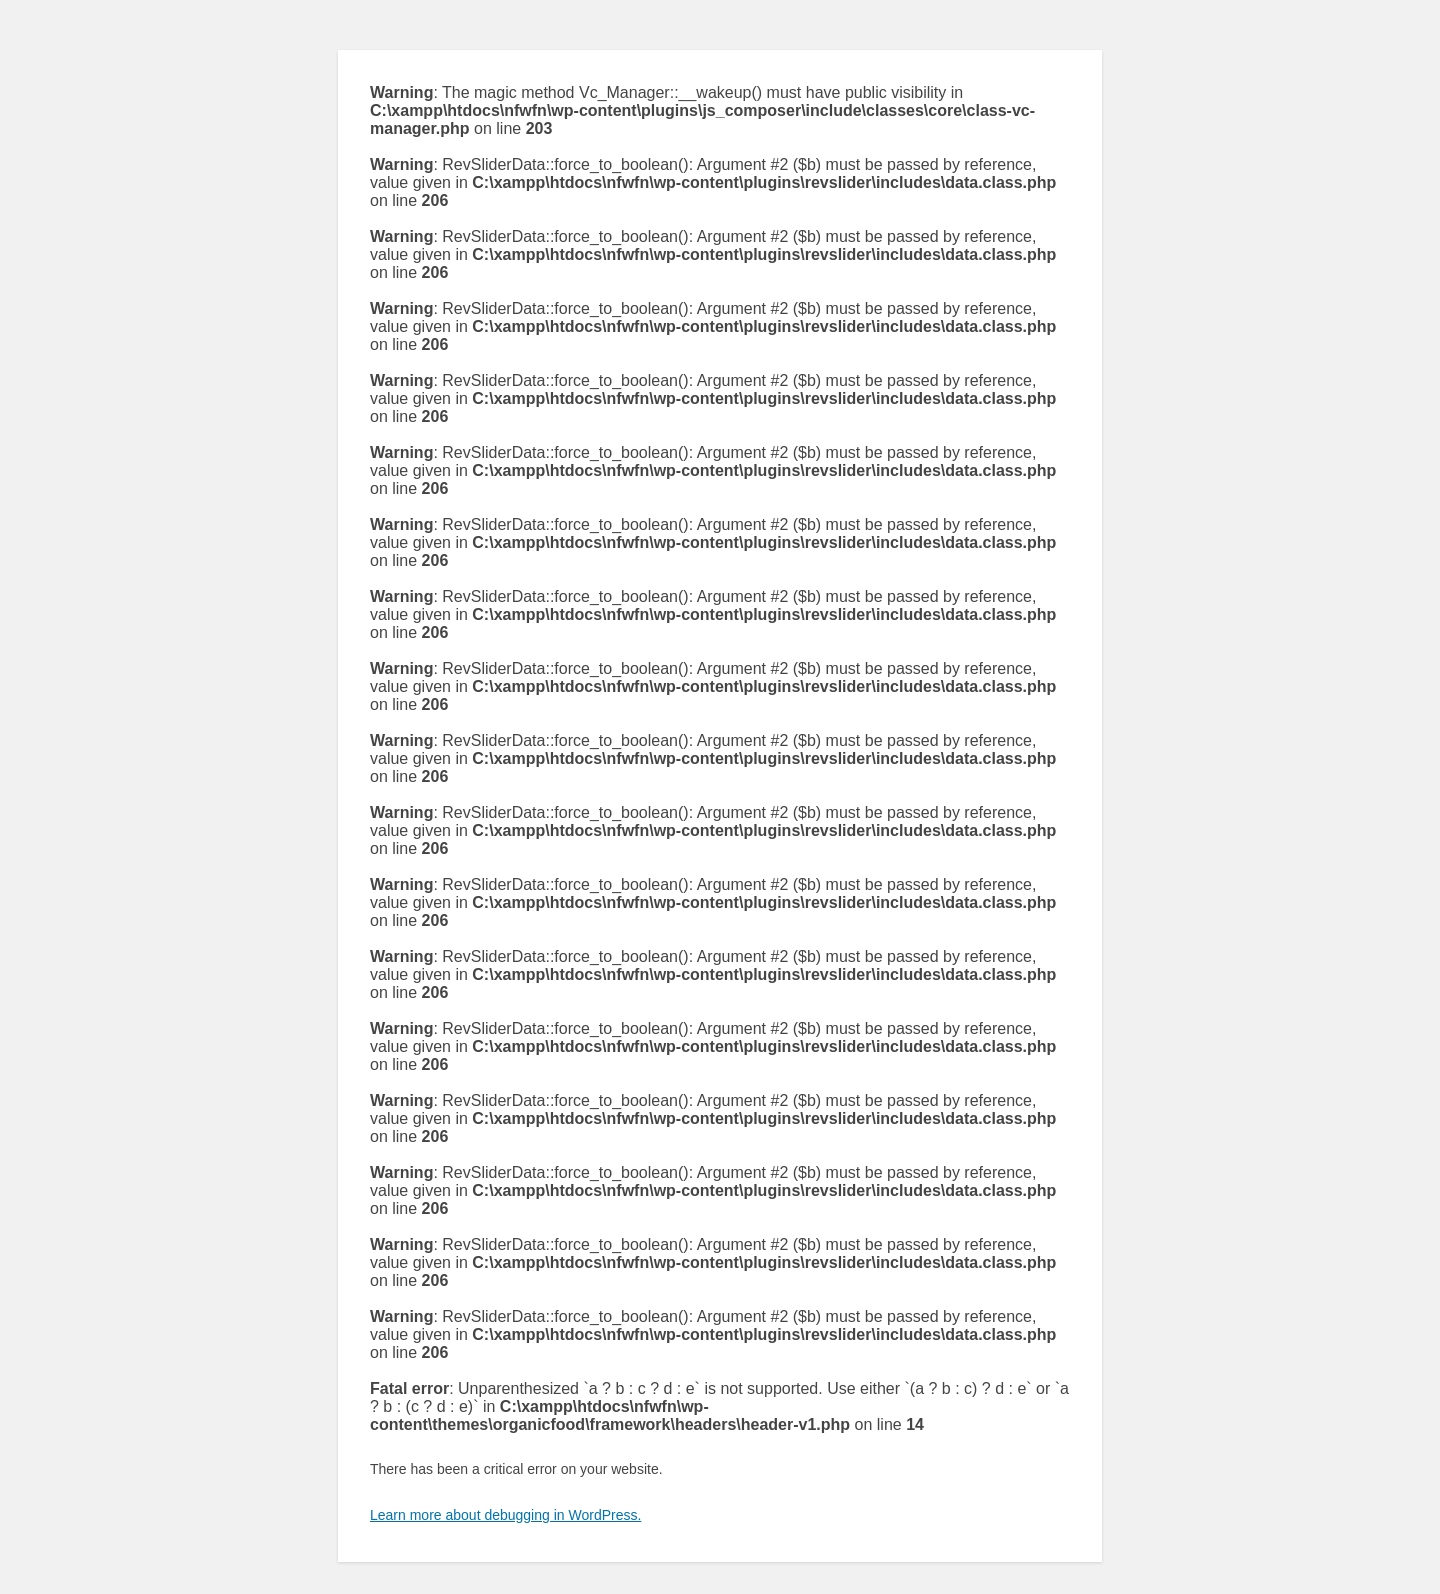 Warning: The magic method Vc_Manager::__wakeup() must have public visibility in
C:\xampp\htdocs\nfwfn\wp-content\plugins\js_composer\include\classes\core\class-vc-
manager.php on line 203
Warning: RevSliderData::force_to_boolean(): Argument #2 ($b) must be passed by reference,
value given in C:\xampp\htdocs\nfwfn\wp-content\plugins\revslider\includes\data.class.php
on line 206
Warning: RevSliderData::force_to_boolean(): Argument #2 ($b) must be passed by reference,
value given in C:\xampp\htdocs\nfwfn\wp-content\plugins\revslider\includes\data.class.php
on line 206
Warning: RevSliderData::force_to_boolean(): Argument #2 ($b) must be passed by reference,
value given in C:\xampp\htdocs\nfwfn\wp-content\plugins\revslider\includes\data.class.php
on line 206
Warning: RevSliderData::force_to_boolean(): Argument #2 ($b) must be passed by reference,
value given in C:\xampp\htdocs\nfwfn\wp-content\plugins\revslider\includes\data.class.php
on line 206
Warning: RevSliderData::force_to_boolean(): Argument #2 ($b) must be passed by reference,
value given in C:\xampp\htdocs\nfwfn\wp-content\plugins\revslider\includes\data.class.php
on line 206
Warning: RevSliderData::force_to_boolean(): Argument #2 ($b) must be passed by reference,
value given in C:\xampp\htdocs\nfwfn\wp-content\plugins\revslider\includes\data.class.php
on line 206
Warning: RevSliderData::force_to_boolean(): Argument #2 ($b) must be passed by reference,
value given in C:\xampp\htdocs\nfwfn\wp-content\plugins\revslider\includes\data.class.php
on line 206
Warning: RevSliderData::force_to_boolean(): Argument #2 ($b) must be passed by reference,
value given in C:\xampp\htdocs\nfwfn\wp-content\plugins\revslider\includes\data.class.php
on line 206
Warning: RevSliderData::force_to_boolean(): Argument #2 ($b) must be passed by reference,
value given in C:\xampp\htdocs\nfwfn\wp-content\plugins\revslider\includes\data.class.php
on line 206
Warning: RevSliderData::force_to_boolean(): Argument #2 ($b) must be passed by reference,
value given in C:\xampp\htdocs\nfwfn\wp-content\plugins\revslider\includes\data.class.php
on line 206
Warning: RevSliderData::force_to_boolean(): Argument #2 ($b) must be passed by reference,
value given in C:\xampp\htdocs\nfwfn\wp-content\plugins\revslider\includes\data.class.php
on line 206
Warning: RevSliderData::force_to_boolean(): Argument #2 ($b) must be passed by reference,
value given in C:\xampp\htdocs\nfwfn\wp-content\plugins\revslider\includes\data.class.php
on line 206
Warning: RevSliderData::force_to_boolean(): Argument #2 ($b) must be passed by reference,
value given in C:\xampp\htdocs\nfwfn\wp-content\plugins\revslider\includes\data.class.php
on line 206
Warning: RevSliderData::force_to_boolean(): Argument #2 ($b) must be passed by reference,
value given in C:\xampp\htdocs\nfwfn\wp-content\plugins\revslider\includes\data.class.php
on line 206
Warning: RevSliderData::force_to_boolean(): Argument #2 ($b) must be passed by reference,
value given in C:\xampp\htdocs\nfwfn\wp-content\plugins\revslider\includes\data.class.php
on line 206
Warning: RevSliderData::force_to_boolean(): Argument #2 ($b) must be passed by reference,
value given in C:\xampp\htdocs\nfwfn\wp-content\plugins\revslider\includes\data.class.php
on line 206
Warning: RevSliderData::force_to_boolean(): Argument #2 ($b) must be passed by reference,
value given in C:\xampp\htdocs\nfwfn\wp-content\plugins\revslider\includes\data.class.php
on line 206
Fatal error: Unparenthesized `a ? b : c ? d : e` is not supported. Use either `(a ? b : c) ? d : e` or `a
? b : (c ? d : e)` in C:\xampp\htdocs\nfwfn\wp-
content\themes\organicfood\framework\headers\header-v1.php on line 14
There has been a critical error on your website.
Learn more about debugging in WordPress.